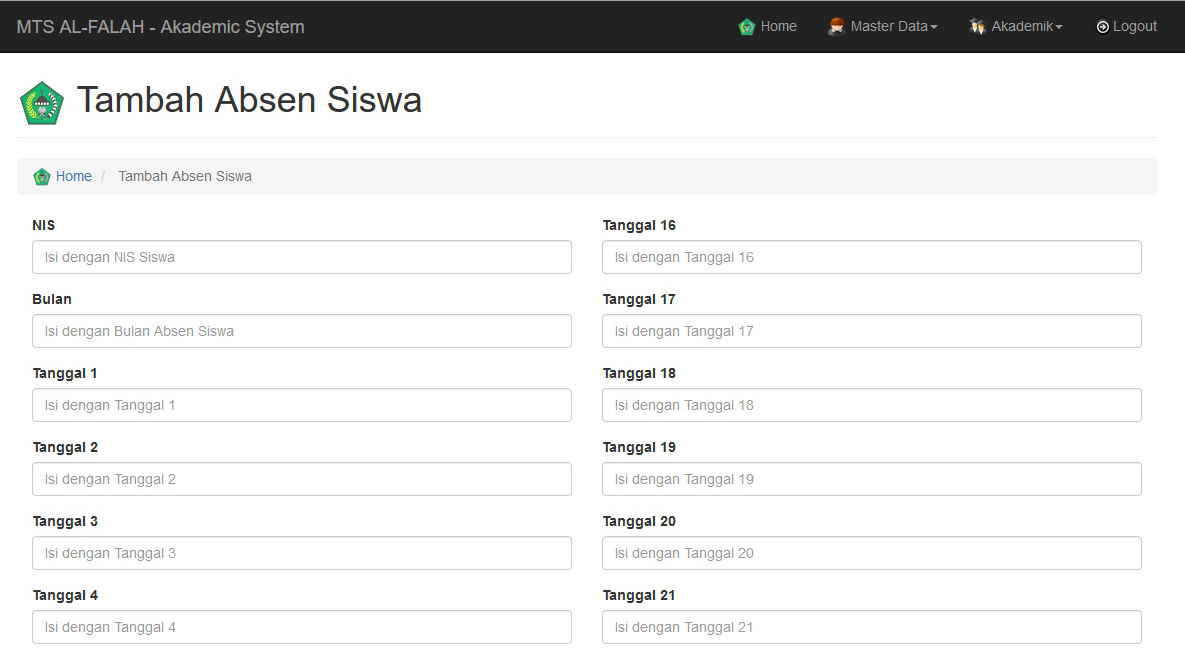 MTS AL-FALAH - Akademic System
Home
Master Data
Akademik
Logout
Tambah Absen Siswa
Home / Tambah Absen Siswa
NIS
Isi dengan NIS Siswa
Bulan
Isi dengan Bulan Absen Siswa
Tanggal 1
Isi dengan Tanggal 1
Tanggal 2
Isi dengan Tanggal 2
Tanggal 3
Isi dengan Tanggal 3
Tanggal 4
Isi dengan Tanggal 4
Tanggal 16
Isi dengan Tanggal 16
Tanggal 17
Isi dengan Tanggal 17
Tanggal 18
Isi dengan Tanggal 18
Tanggal 19
Isi dengan Tanggal 19
Tanggal 20
Isi dengan Tanggal 20
Tanggal 21
Isi dengan Tanggal 21